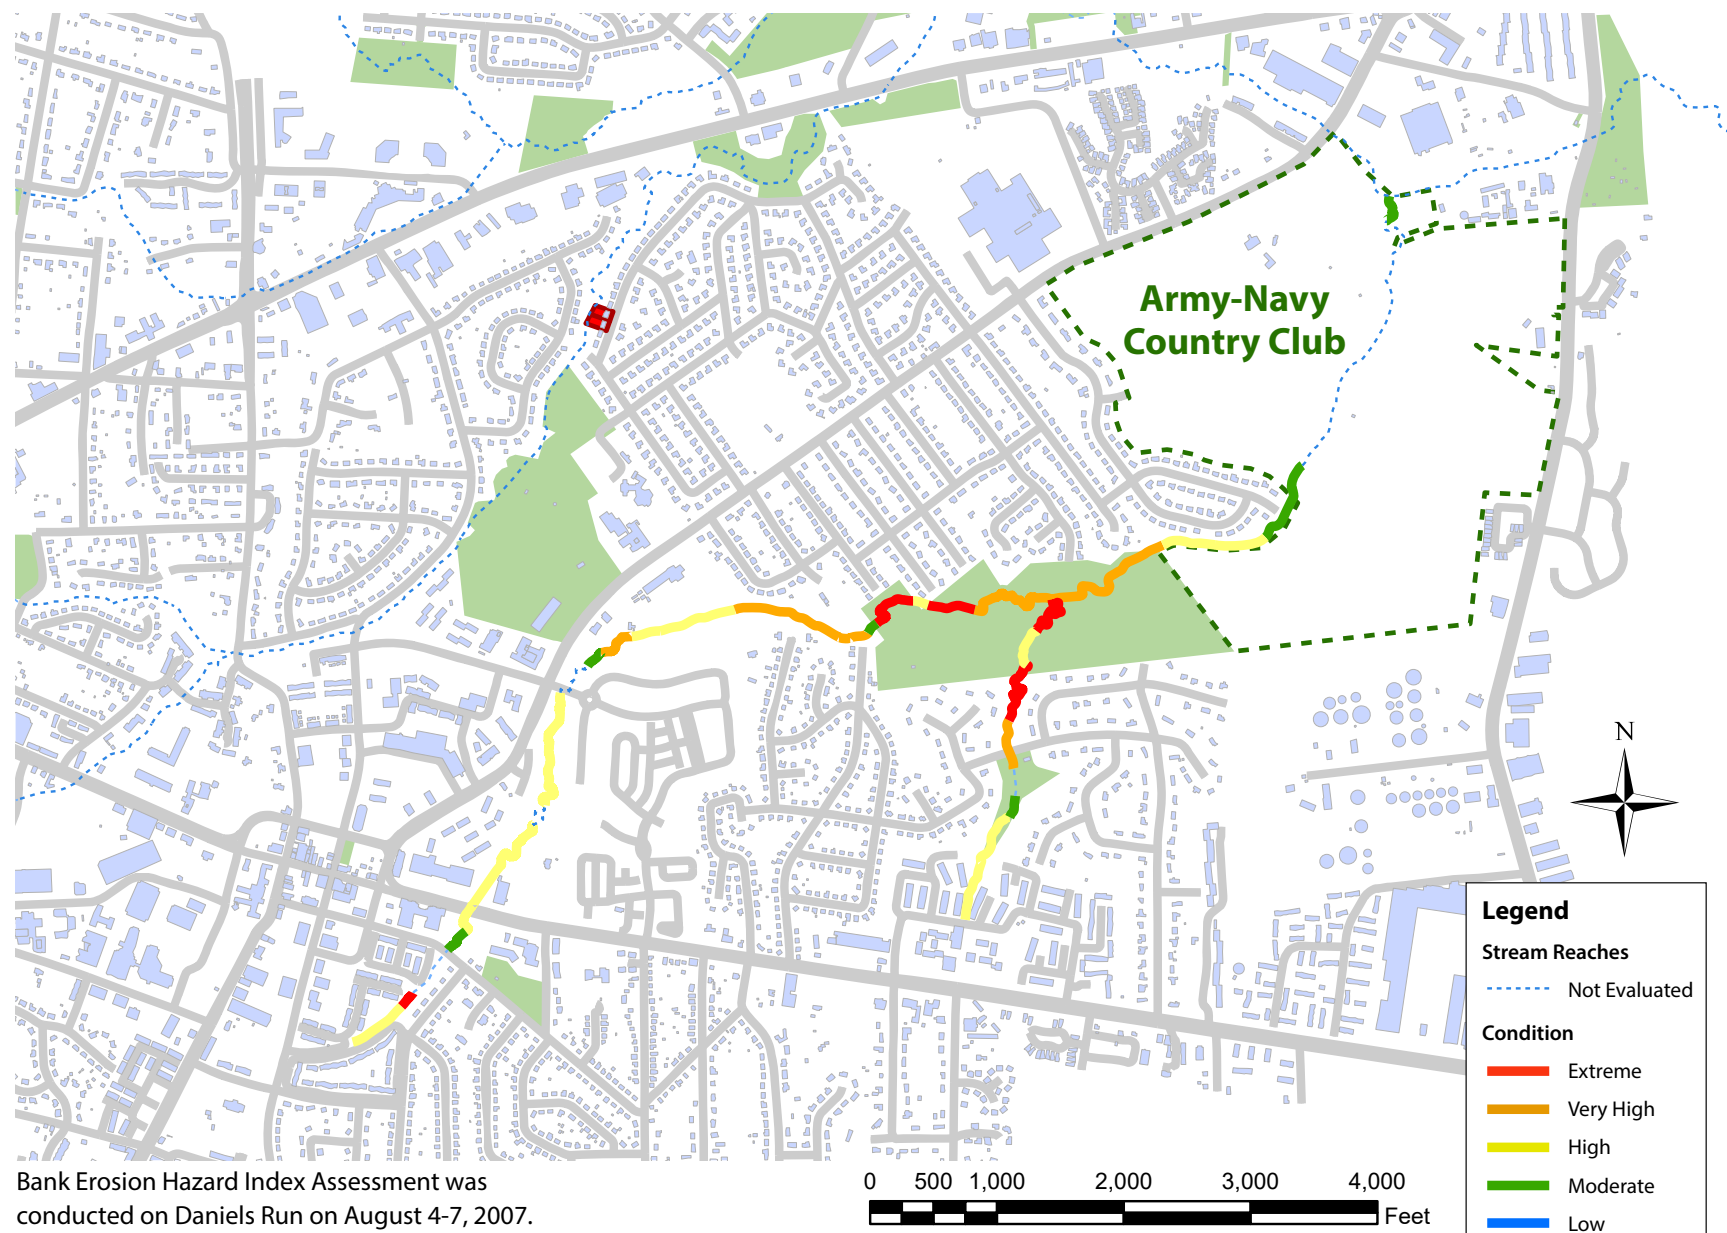 Army-Navy
Country Club
N
Legend
Stream Reaches
Not Evaluated
Condition
Extreme
Very High
High
Moderate
Low
Bank Erosion Hazard Index Assessment was
conducted on Daniels Run on August 4-7, 2007.
0 500 1,000 2,000 3,000 4,000
Feet